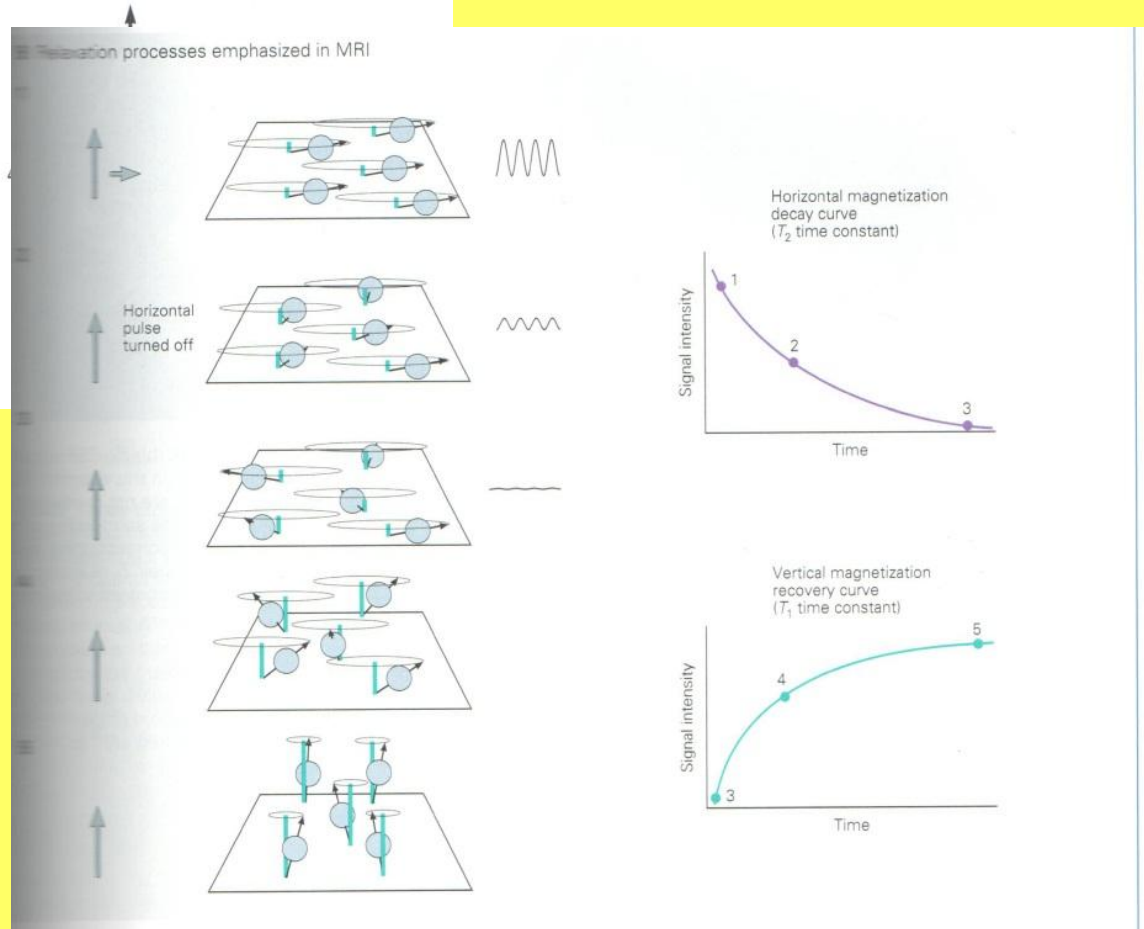 Relaxation processes emphasized in MRI
Horizontal
pulse
turned off
Horizontal magnetization
decay curve
(T₂ time constant)
Signal intensity
1
2
3
Time
Vertical magnetization
recovery curve
(T₁ time constant)
Signal intensity
3
4
5
Time